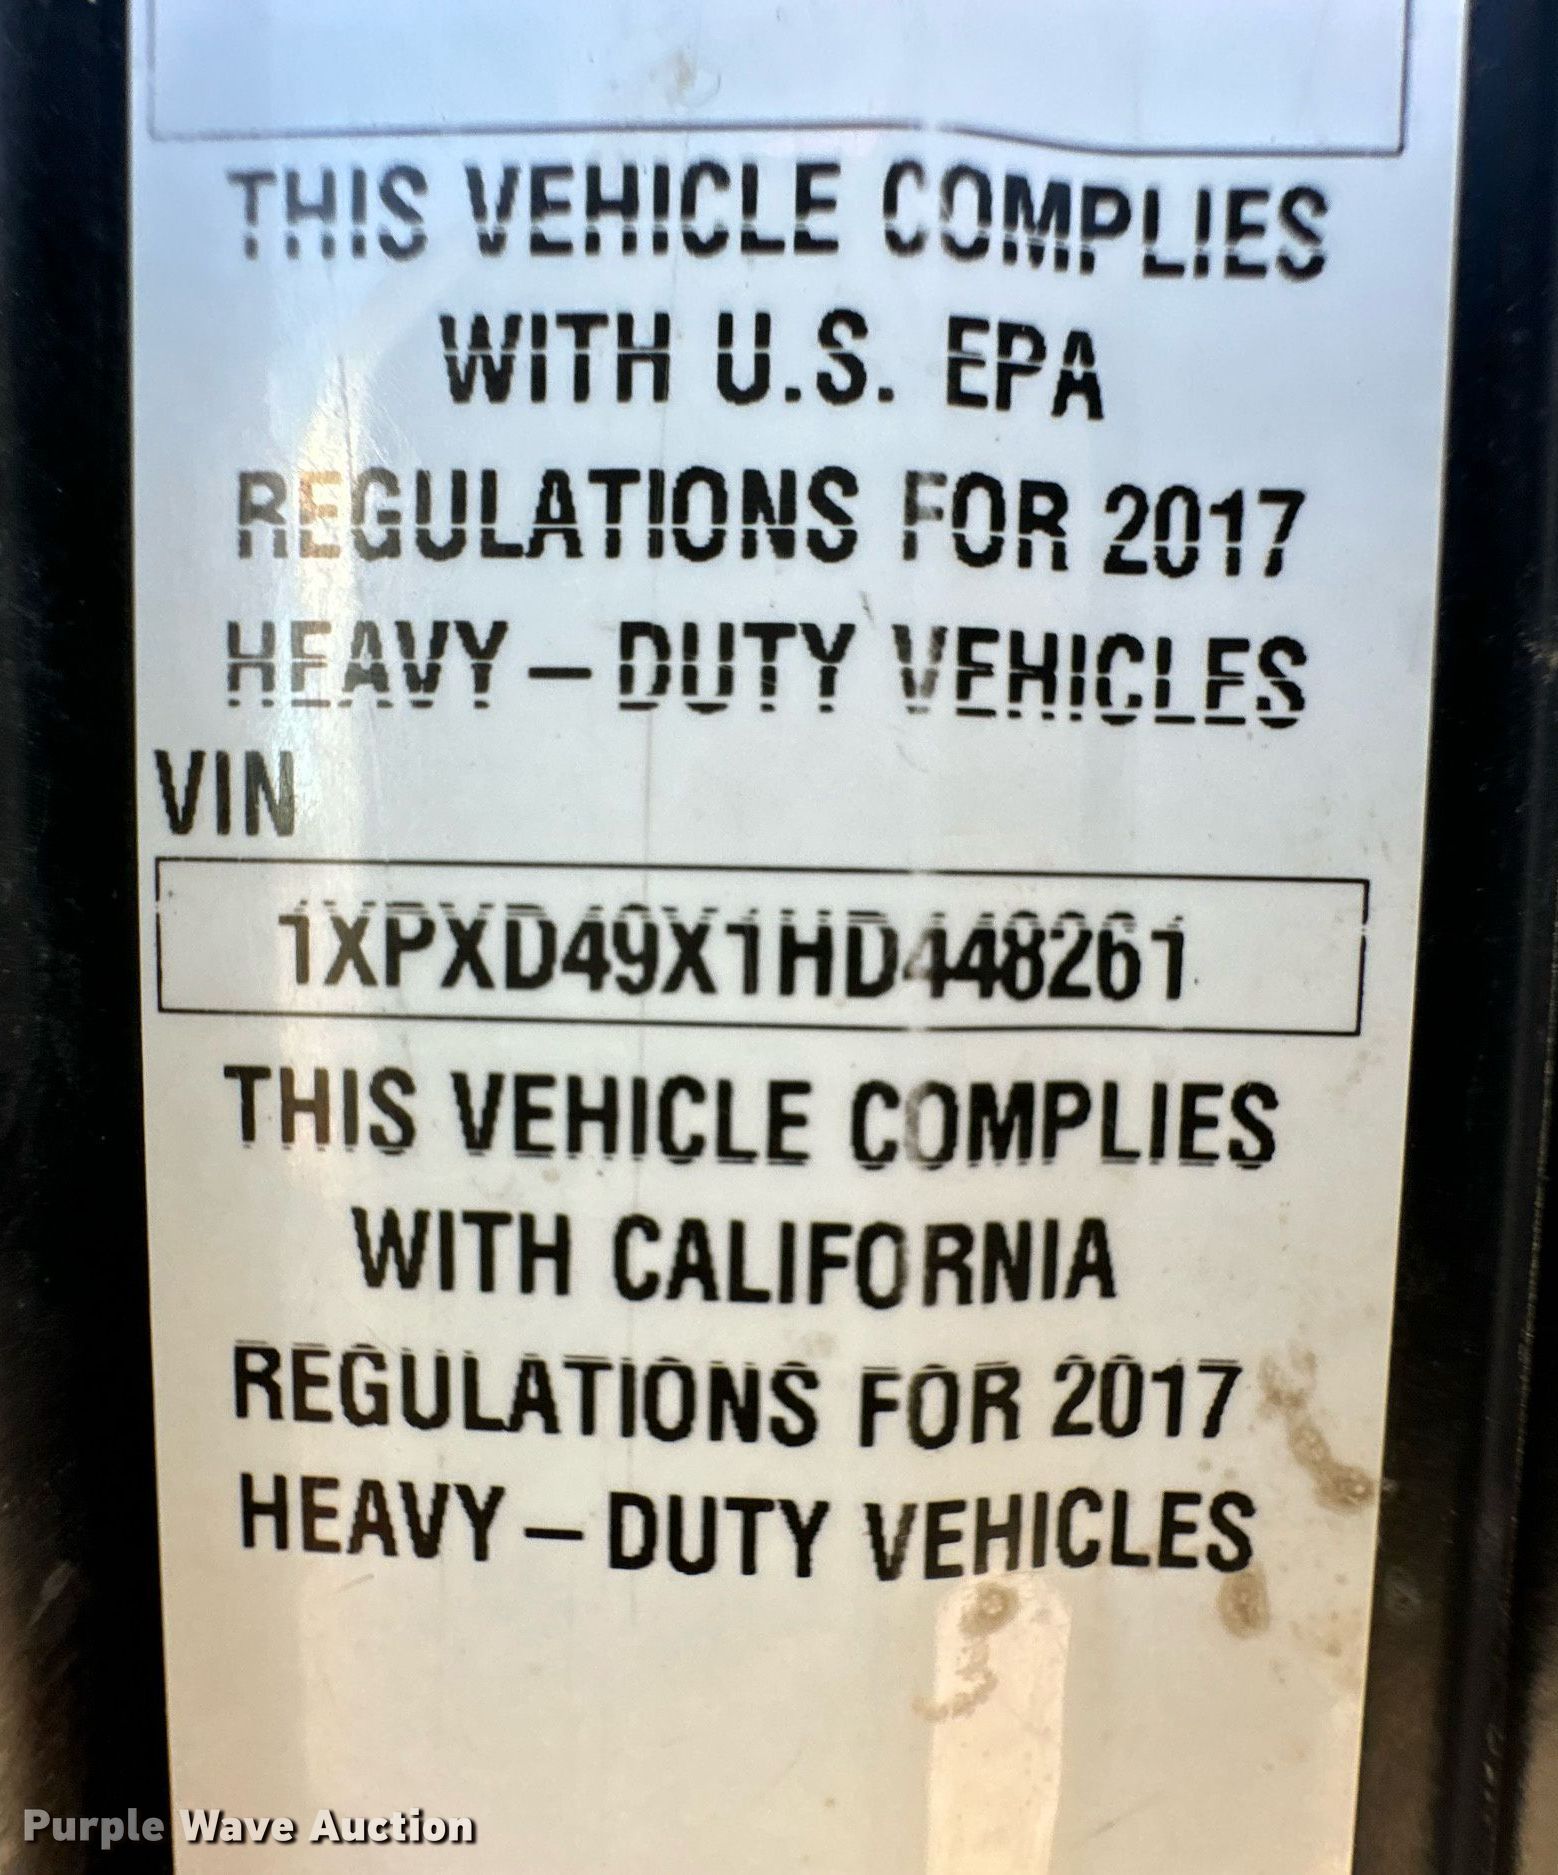 THIS VEHICLE COMPLIES
WITH U.S. EPA
REGULATIONS FOR 2017
HEAVY – DUTY VEHICLES
VIN
1XPXD49X1HD448261
THIS VEHICLE COMPLIES
WITH CALIFORNIA
REGULATIONS FOR 2017
HEAVY – DUTY VEHICLES
Purple Wave Auction